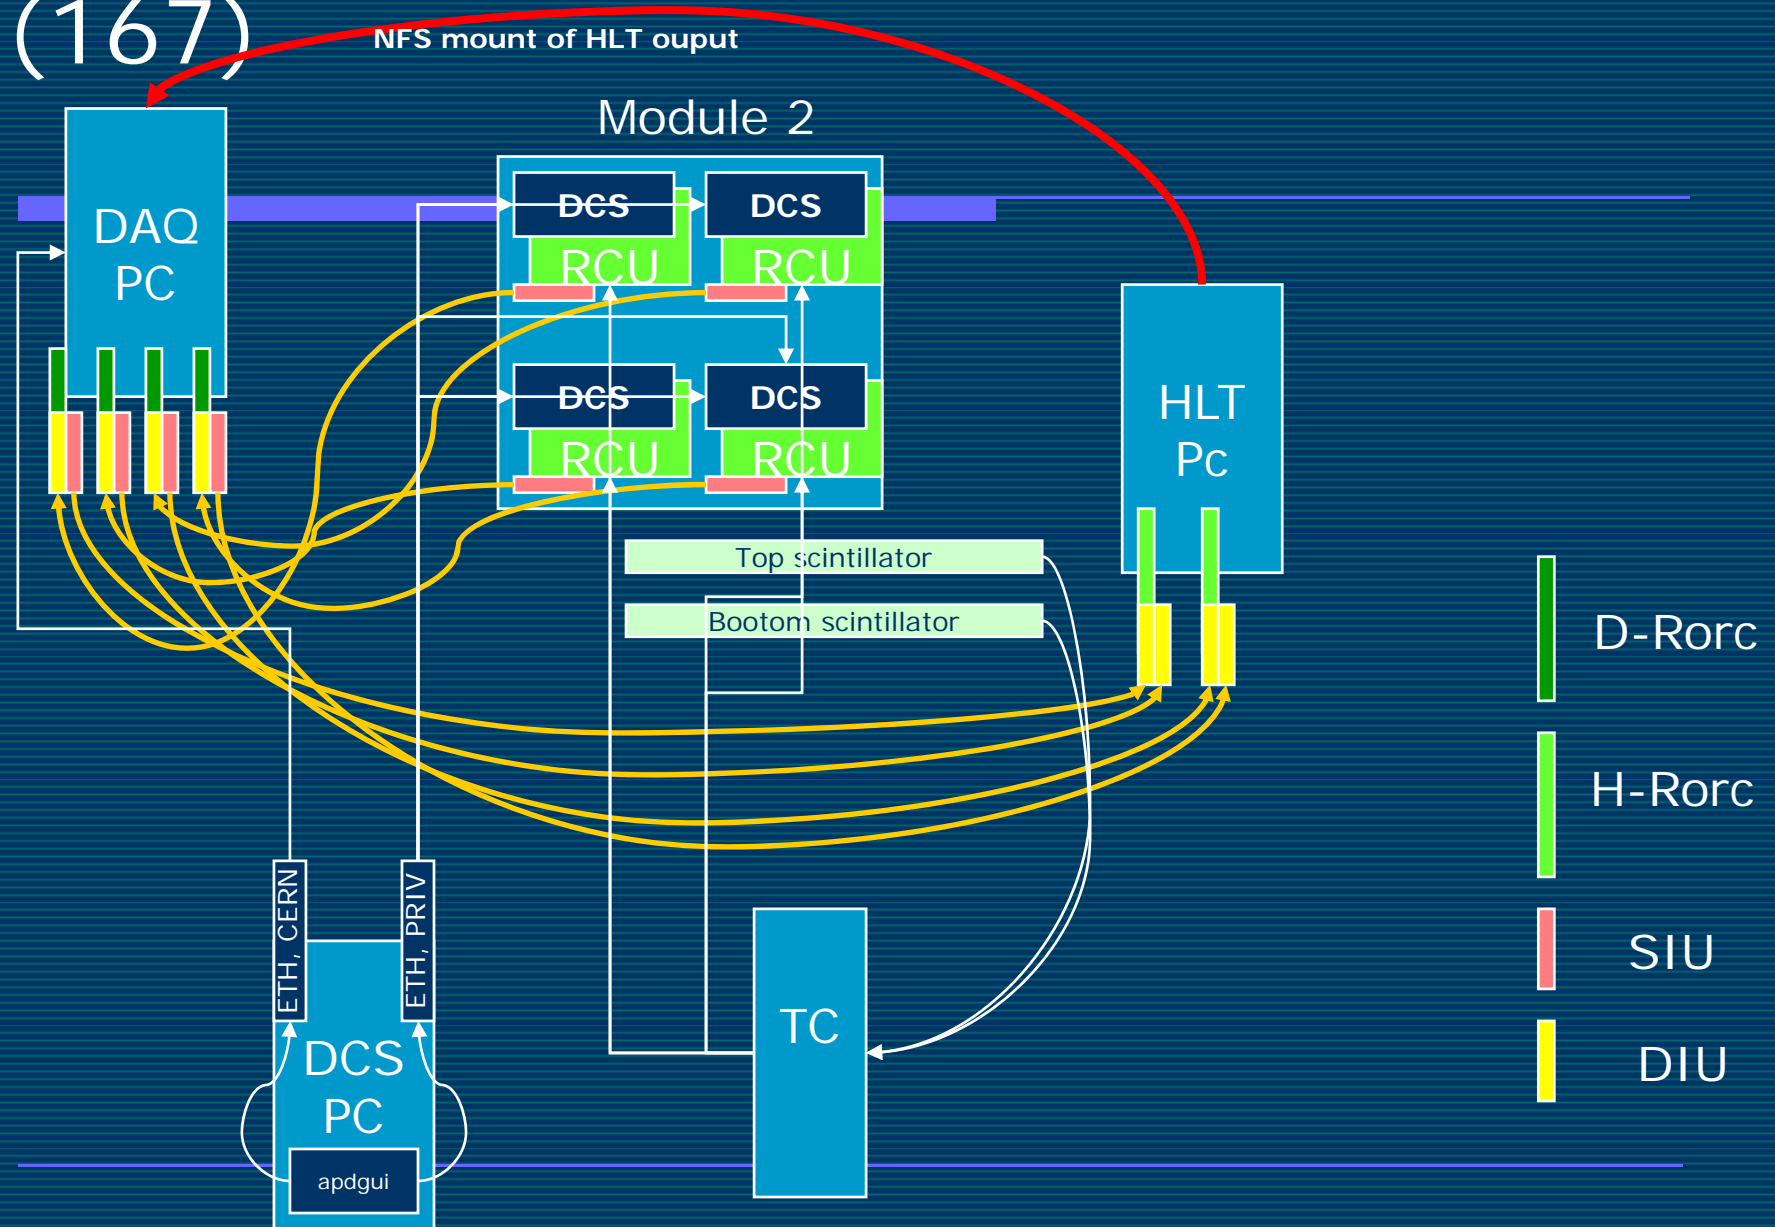 (167)
NFS mount of HLT ouput
Module 2
DAQ
PC
DCS
DCS
RCU
RCU
DCS
DCS
RCU
RCU
HLT
Pc
Top scintillator
Bootom scintillator
D-Rorc
H-Rorc
SIU
DIU
ETH, CERN
ETH, PRIV
DCS
PC
apdgui
TC